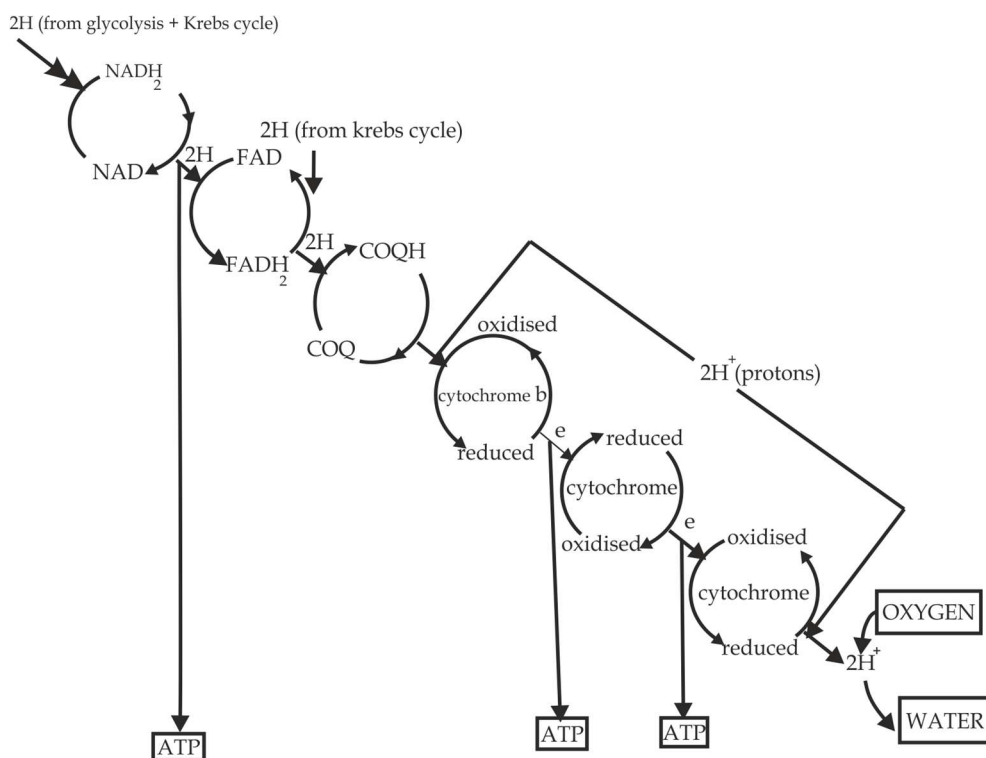 2H (from glycolysis + Krebs cycle)
NADH2
2H (from krebs cycle)
2H
FAD
NAD
2H
COQH
FADH2
oxidised
COQ
2H+(protons)
cytochrome b
e
reduced
reduced
cytochrome
e
oxidised
oxidised
cytochrome
OXYGEN
reduced
2H+
WATER
ATP
ATP
ATP